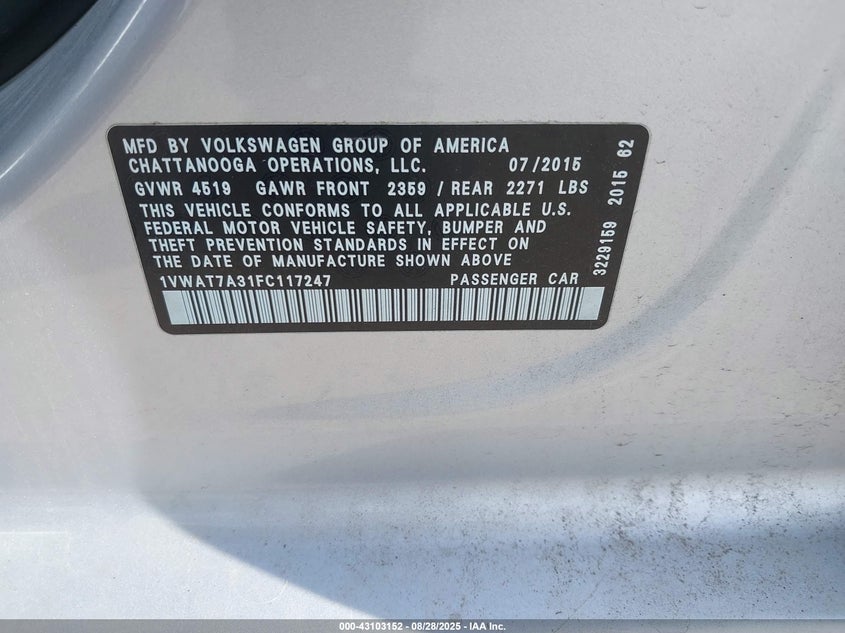 MFD BY VOLKSWAGEN GROUP OF AMERICA
CHATTANOOGA OPERATIONS, LLC. 07/2015
GVWR 4519 GAWR FRONT 2359 / REAR 2271 LBS
THIS VEHICLE CONFORMS TO ALL APPLICABLE U.S.
FEDERAL MOTOR VEHICLE SAFETY, BUMPER AND
THEFT PREVENTION STANDARDS IN EFFECT ON
THE DATE OF MANUFACTURE SHOWN ABOVE
1VWAT7A31FC117247 PASSENGER CAR
3229159 2015 62
000-43103152 - 08/28/2025 - IAA Inc.